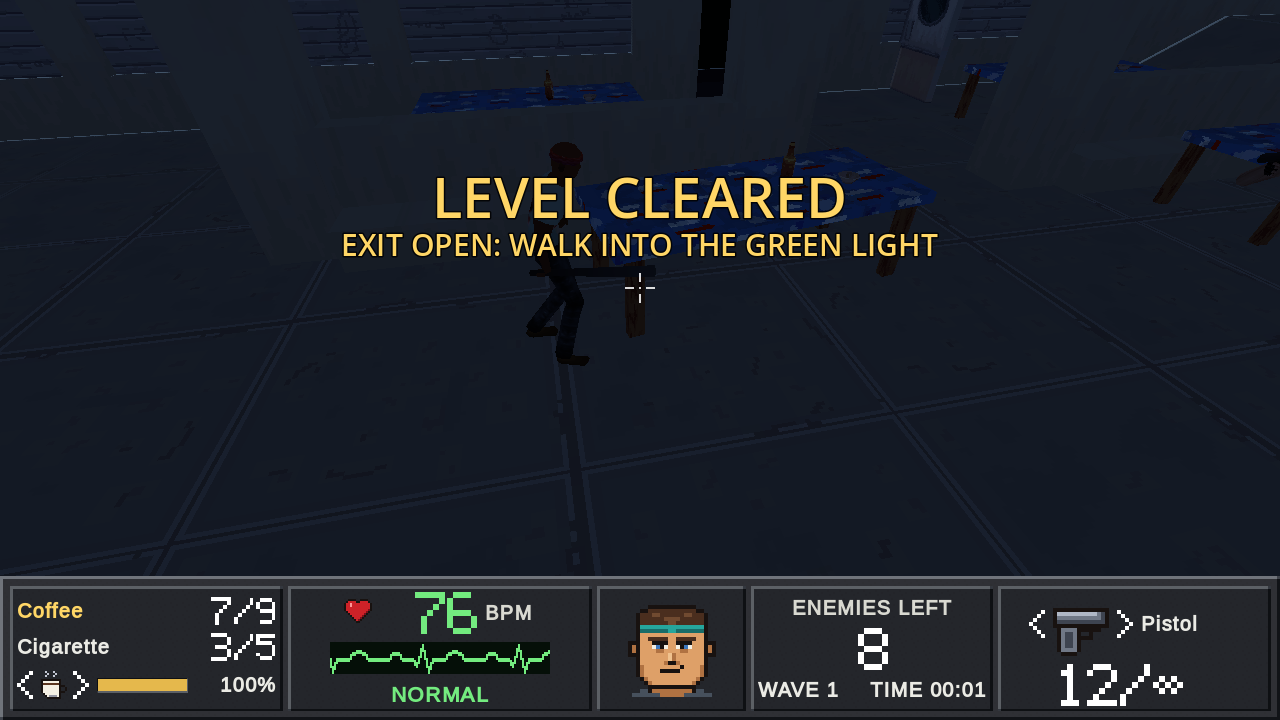 LEVEL CLEARED
EXIT OPEN: WALK INTO THE GREEN LIGHT
Coffee 7/9
Cigarette 3/5
100%
76 BPM
NORMAL
ENEMIES LEFT
8
WAVE 1 TIME 00:01
Pistol
12/∞